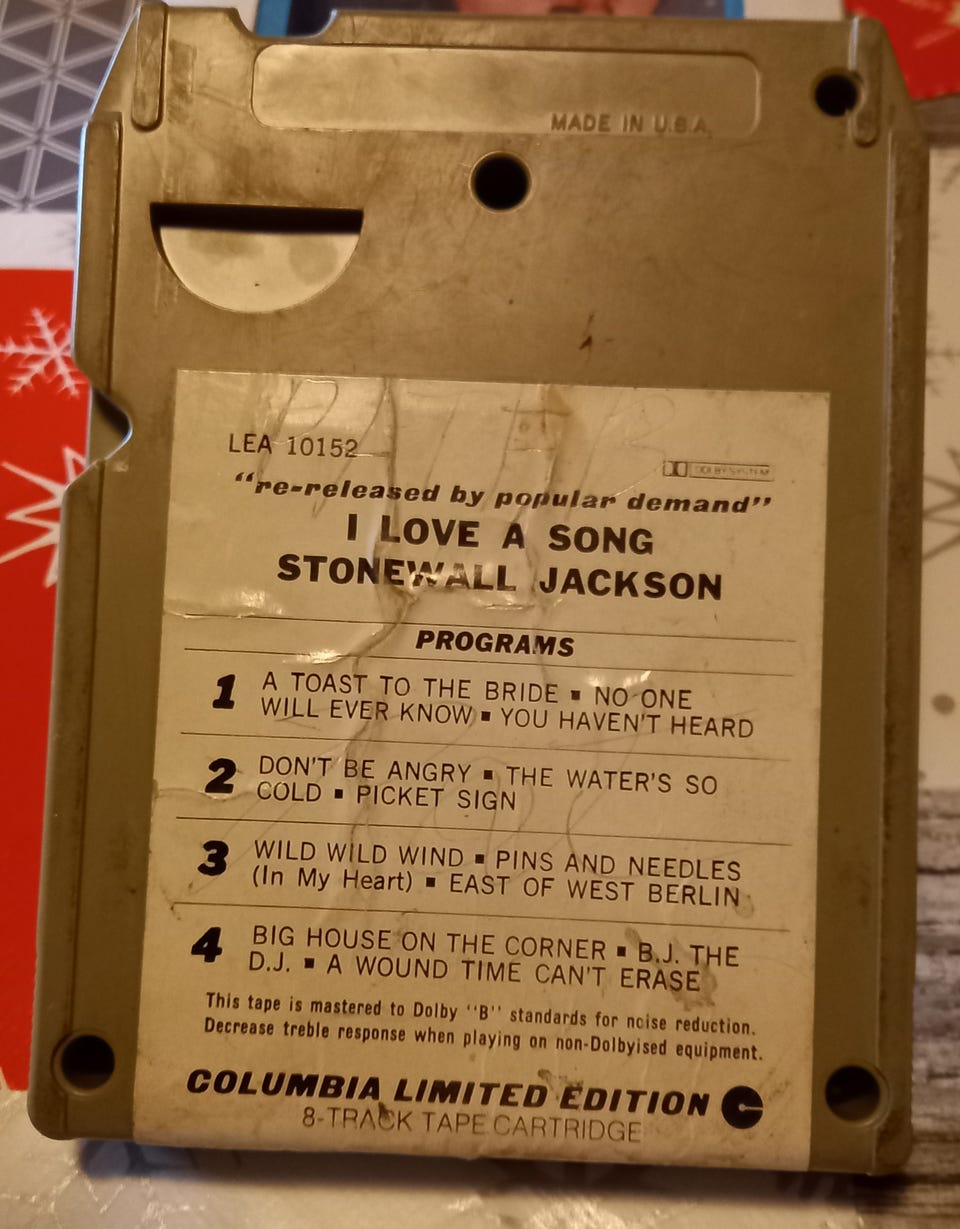 MADE IN U.S.A.
LEA 10152
DOLBY SYSTEM
“re-released by popular demand”
I LOVE A SONG
STONEWALL JACKSON
PROGRAMS
1 A TOAST TO THE BRIDE ▪ NO ONE
WILL EVER KNOW ▪ YOU HAVEN'T HEARD
2 DON'T BE ANGRY ▪ THE WATER'S SO
COLD ▪ PICKET SIGN
3 WILD WILD WIND ▪ PINS AND NEEDLES
(In My Heart) ▪ EAST OF WEST BERLIN
4 BIG HOUSE ON THE CORNER ▪ B.J. THE
D.J. ▪ A WOUND TIME CAN'T ERASE
This tape is mastered to Dolby "B" standards for noise reduction.
Decrease treble response when playing on non-Dolbyised equipment.
COLUMBIA LIMITED EDITION
8-TRACK TAPE CARTRIDGE